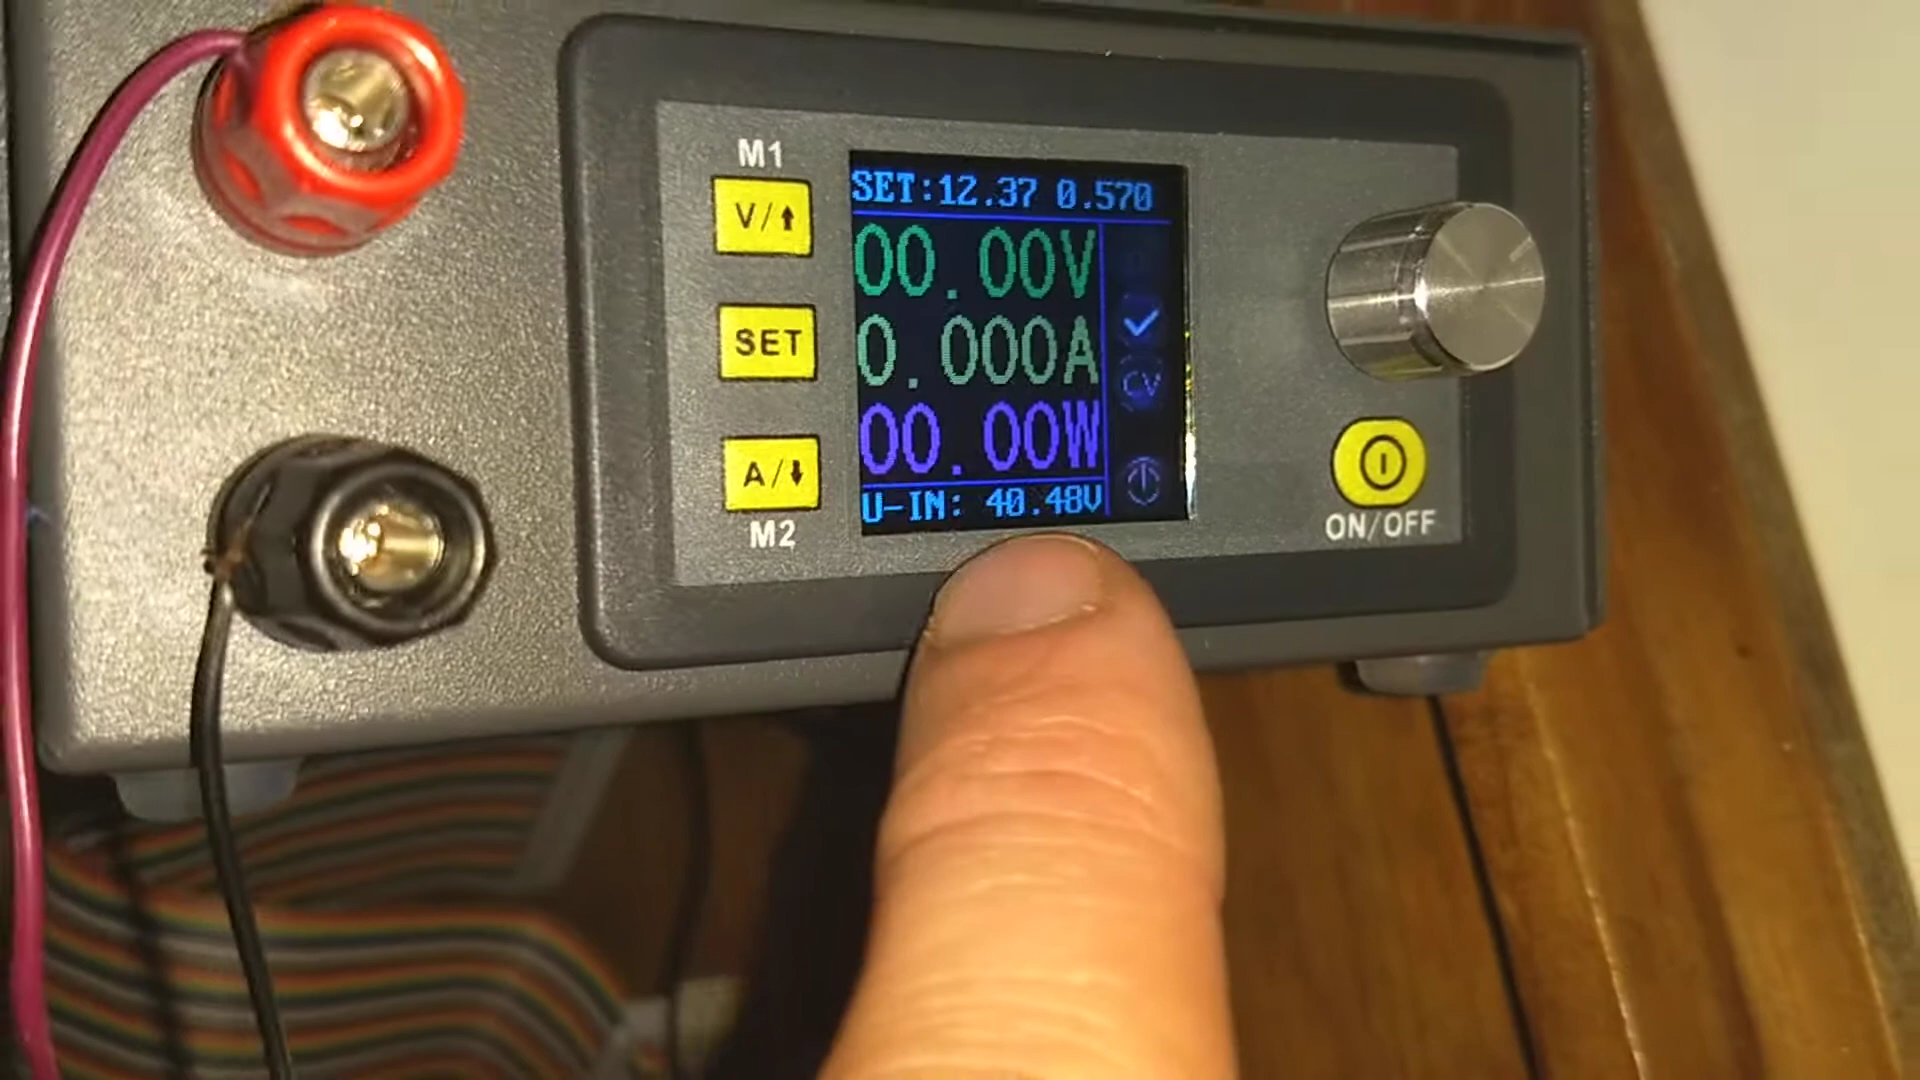 M1
V/⬆
SET
A/⬇
M2
SET:12.37 0.570
00.00V
0.000A
00.00W
U-IN: 40.48V
CV
ON/OFF